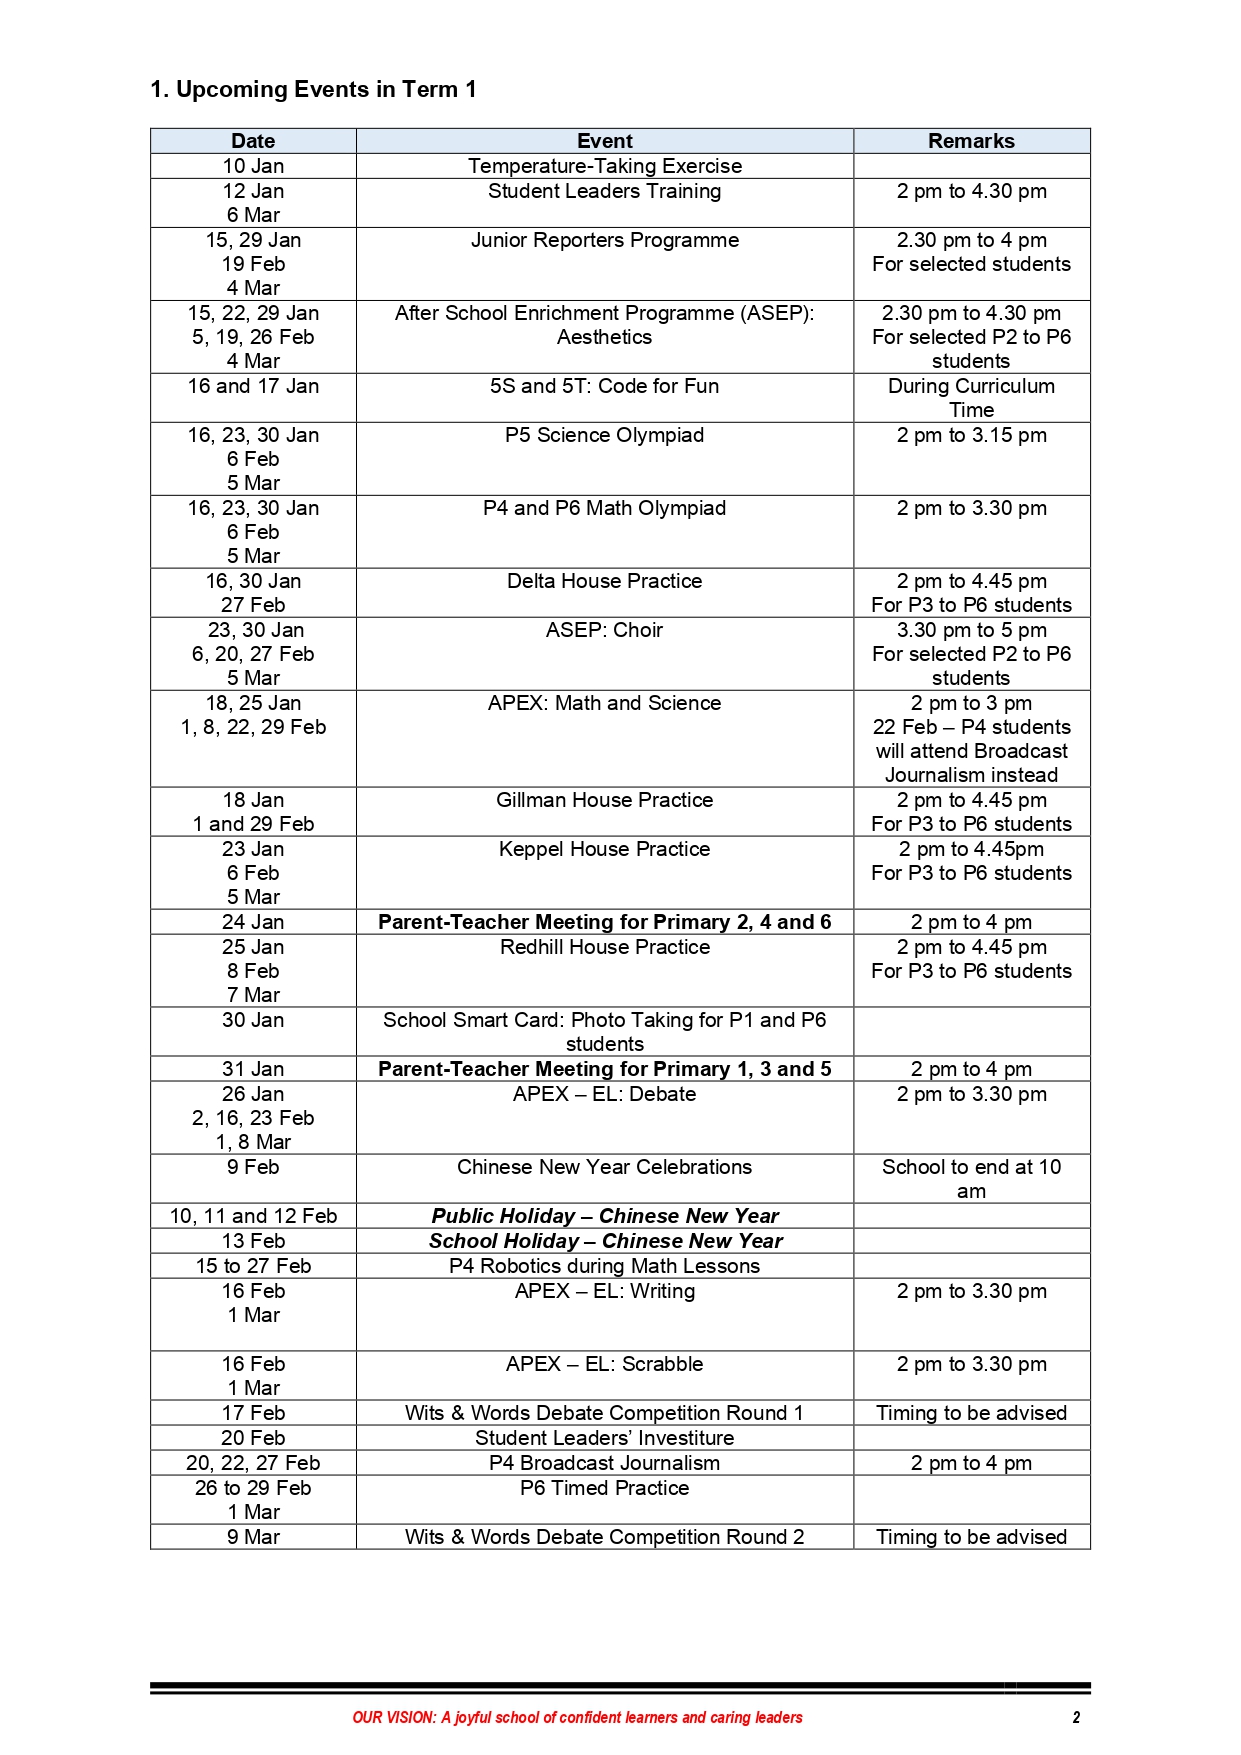 1. Upcoming Events in Term 1
Date Event Remarks
10 Jan Temperature-Taking Exercise
12 Jan Student Leaders Training 2 pm to 4.30 pm
6 Mar
15, 29 Jan Junior Reporters Programme 2.30 pm to 4 pm
19 Feb For selected students
4 Mar
15, 22, 29 Jan After School Enrichment Programme (ASEP): 2.30 pm to 4.30 pm
5, 19, 26 Feb Aesthetics For selected P2 to P6
4 Mar students
16 and 17 Jan 5S and 5T: Code for Fun During Curriculum
Time
16, 23, 30 Jan P5 Science Olympiad 2 pm to 3.15 pm
6 Feb
5 Mar
16, 23, 30 Jan P4 and P6 Math Olympiad 2 pm to 3.30 pm
6 Feb
5 Mar
16, 30 Jan Delta House Practice 2 pm to 4.45 pm
27 Feb For P3 to P6 students
23, 30 Jan ASEP: Choir 3.30 pm to 5 pm
6, 20, 27 Feb For selected P2 to P6
5 Mar students
18, 25 Jan APEX: Math and Science 2 pm to 3 pm
1, 8, 22, 29 Feb 22 Feb – P4 students
will attend Broadcast
Journalism instead
18 Jan Gillman House Practice 2 pm to 4.45 pm
1 and 29 Feb For P3 to P6 students
23 Jan Keppel House Practice 2 pm to 4.45pm
6 Feb For P3 to P6 students
5 Mar
24 Jan Parent-Teacher Meeting for Primary 2, 4 and 6 2 pm to 4 pm
25 Jan Redhill House Practice 2 pm to 4.45 pm
8 Feb For P3 to P6 students
7 Mar
30 Jan School Smart Card: Photo Taking for P1 and P6
students
31 Jan Parent-Teacher Meeting for Primary 1, 3 and 5 2 pm to 4 pm
26 Jan APEX – EL: Debate 2 pm to 3.30 pm
2, 16, 23 Feb
1, 8 Mar
9 Feb Chinese New Year Celebrations School to end at 10
am
10, 11 and 12 Feb Public Holiday – Chinese New Year
13 Feb School Holiday – Chinese New Year
15 to 27 Feb P4 Robotics during Math Lessons
16 Feb APEX – EL: Writing 2 pm to 3.30 pm
1 Mar
16 Feb APEX – EL: Scrabble 2 pm to 3.30 pm
1 Mar
17 Feb Wits & Words Debate Competition Round 1 Timing to be advised
20 Feb Student Leaders’ Investiture
20, 22, 27 Feb P4 Broadcast Journalism 2 pm to 4 pm
26 to 29 Feb P6 Timed Practice
1 Mar
9 Mar Wits & Words Debate Competition Round 2 Timing to be advised
OUR VISION: A joyful school of confident learners and caring leaders 2